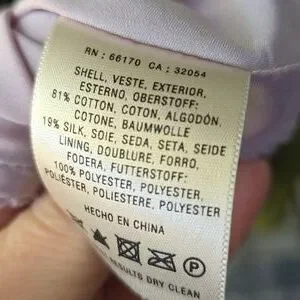 RN : 66170 CA : 32054
SHELL, VESTE, EXTERIOR,
ESTERNO, OBERSTOFF:
81% COTTON, COTON, ALGODÓN,
COTONE, BAUMWOLLE
19% SILK, SOIE, SEDA, SETA, SEIDE
LINING, DOUBLURE, FORRO,
FODERA, FUTTERSTOFF:
100% POLYESTER, POLYESTER,
POLIÉSTER, POLIESTERE, POLYESTER
HECHO EN CHINA
RESULTS DRY CLEAN